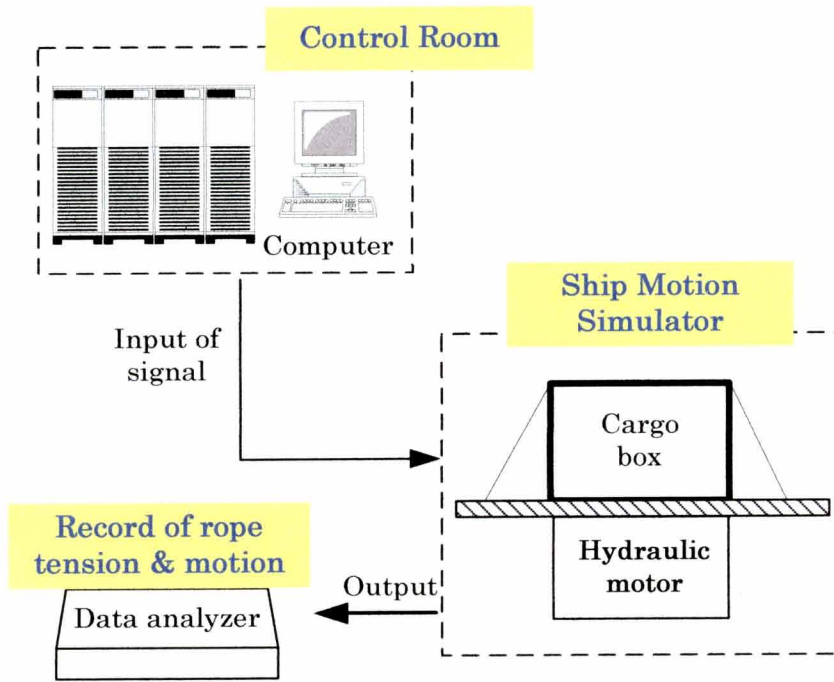 Control Room
Computer
Input of
signal
Ship Motion
Simulator
Cargo
box
Hydraulic
motor
Record of rope
tension & motion
Output
Data analyzer